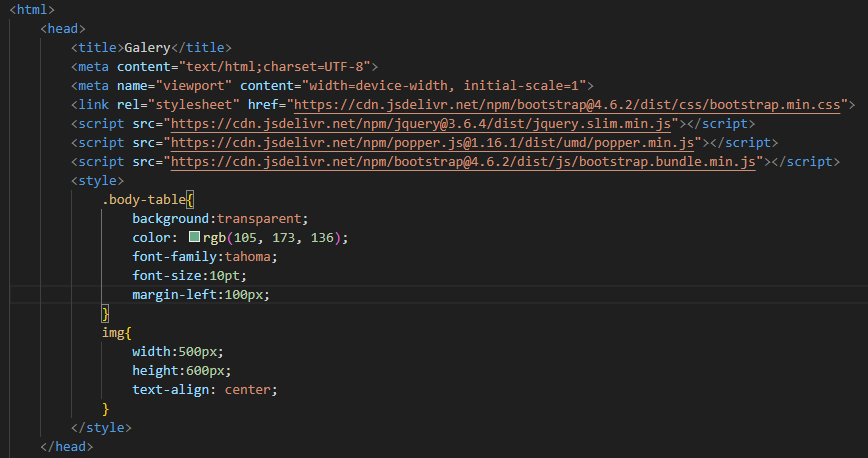 <html>
<head>
<title>Galery</title>
<meta content="text/html;charset=UTF-8">
<meta name="viewport" content="width=device-width, initial-scale=1">
<link rel="stylesheet" href="https://cdn.jsdelivr.net/npm/bootstrap@4.6.2/dist/css/bootstrap.min.css">
<script src="https://cdn.jsdelivr.net/npm/jquery@3.6.4/dist/jquery.slim.min.js"></script>
<script src="https://cdn.jsdelivr.net/npm/popper.js@1.16.1/dist/umd/popper.min.js"></script>
<script src="https://cdn.jsdelivr.net/npm/bootstrap@4.6.2/dist/js/bootstrap.bundle.min.js"></script>
<style>
.body-table{
background:transparent;
color: rgb(105, 173, 136);
font-family:tahoma;
font-size:10pt;
margin-left:100px;
}
img{
width:500px;
height:600px;
text-align: center;
}
</style>
</head>